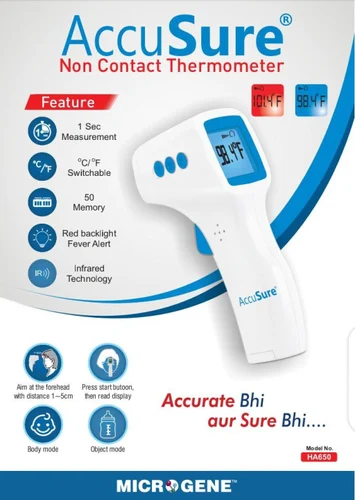 AccuSure®
Non Contact Thermometer
Feature
101.4°F
98.4°F
1 Sec
Measurement
°C/°F
°C/°F
Switchable
98.4°F
50
Memory
Red backlight
Fever Alert
IR
Infrared
Technology
AccuSure®
Aim at the forehead
with distance 1~5cm
Press start butoon,
then read display
Accurate Bhi
aur Sure Bhi....
Body mode
Object mode
Model No.
HA650
MICROGENE™